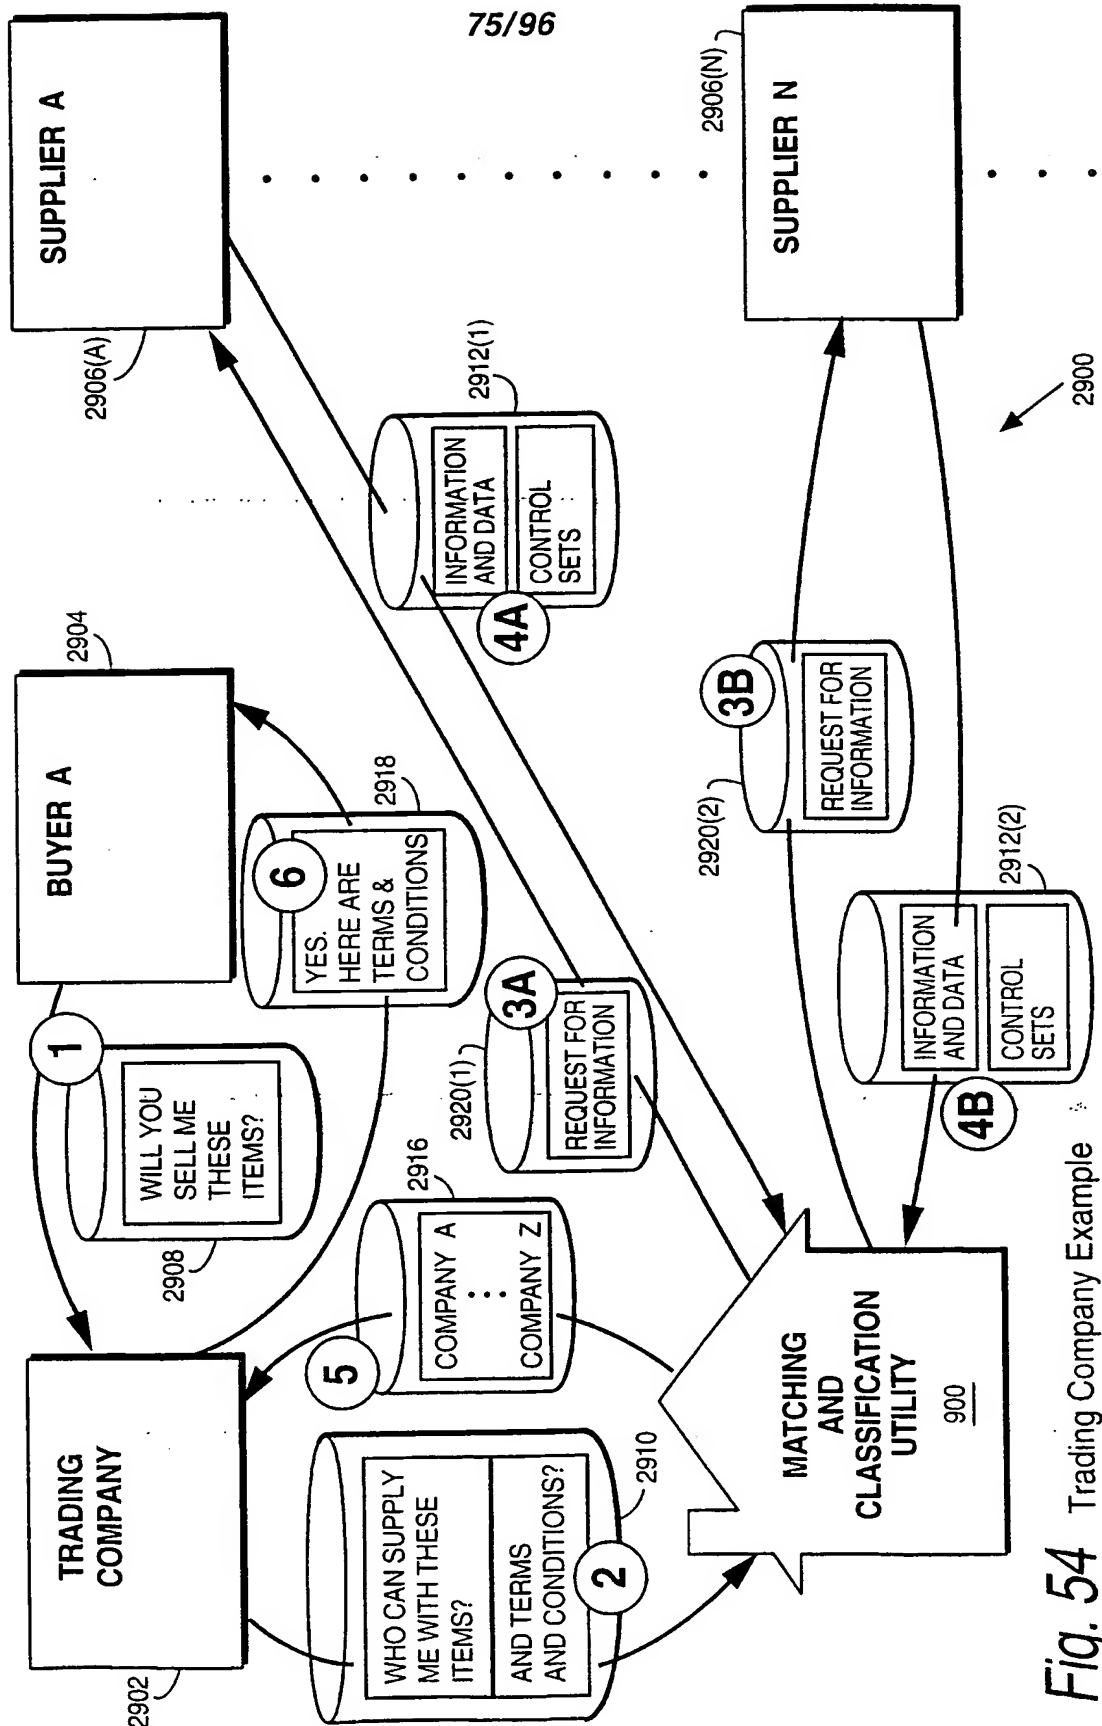 75/96
SUPPLIER A
2906(A)
SUPPLIER N
2906(N)
2912(1)
INFORMATION
AND DATA
CONTROL
SETS
4A
2900
BUYER A
2904
6
YES.
HERE ARE
TERMS &
CONDITIONS
2918
3B
REQUEST FOR
INFORMATION
2920(2)
1
WILL YOU
SELL ME
THESE
ITEMS?
2908
3A
REQUEST FOR
INFORMATION
2920(1)
INFORMATION
AND DATA
CONTROL
SETS
2912(2)
4B
5
COMPANY A
COMPANY Z
2916
TRADING
COMPANY
2902
WHO CAN SUPPLY
ME WITH THESE
ITEMS?
AND TERMS
AND CONDITIONS?
2
2910
MATCHING
AND
CLASSIFICATION
UTILITY
900
Fig. 54 Trading Company Example